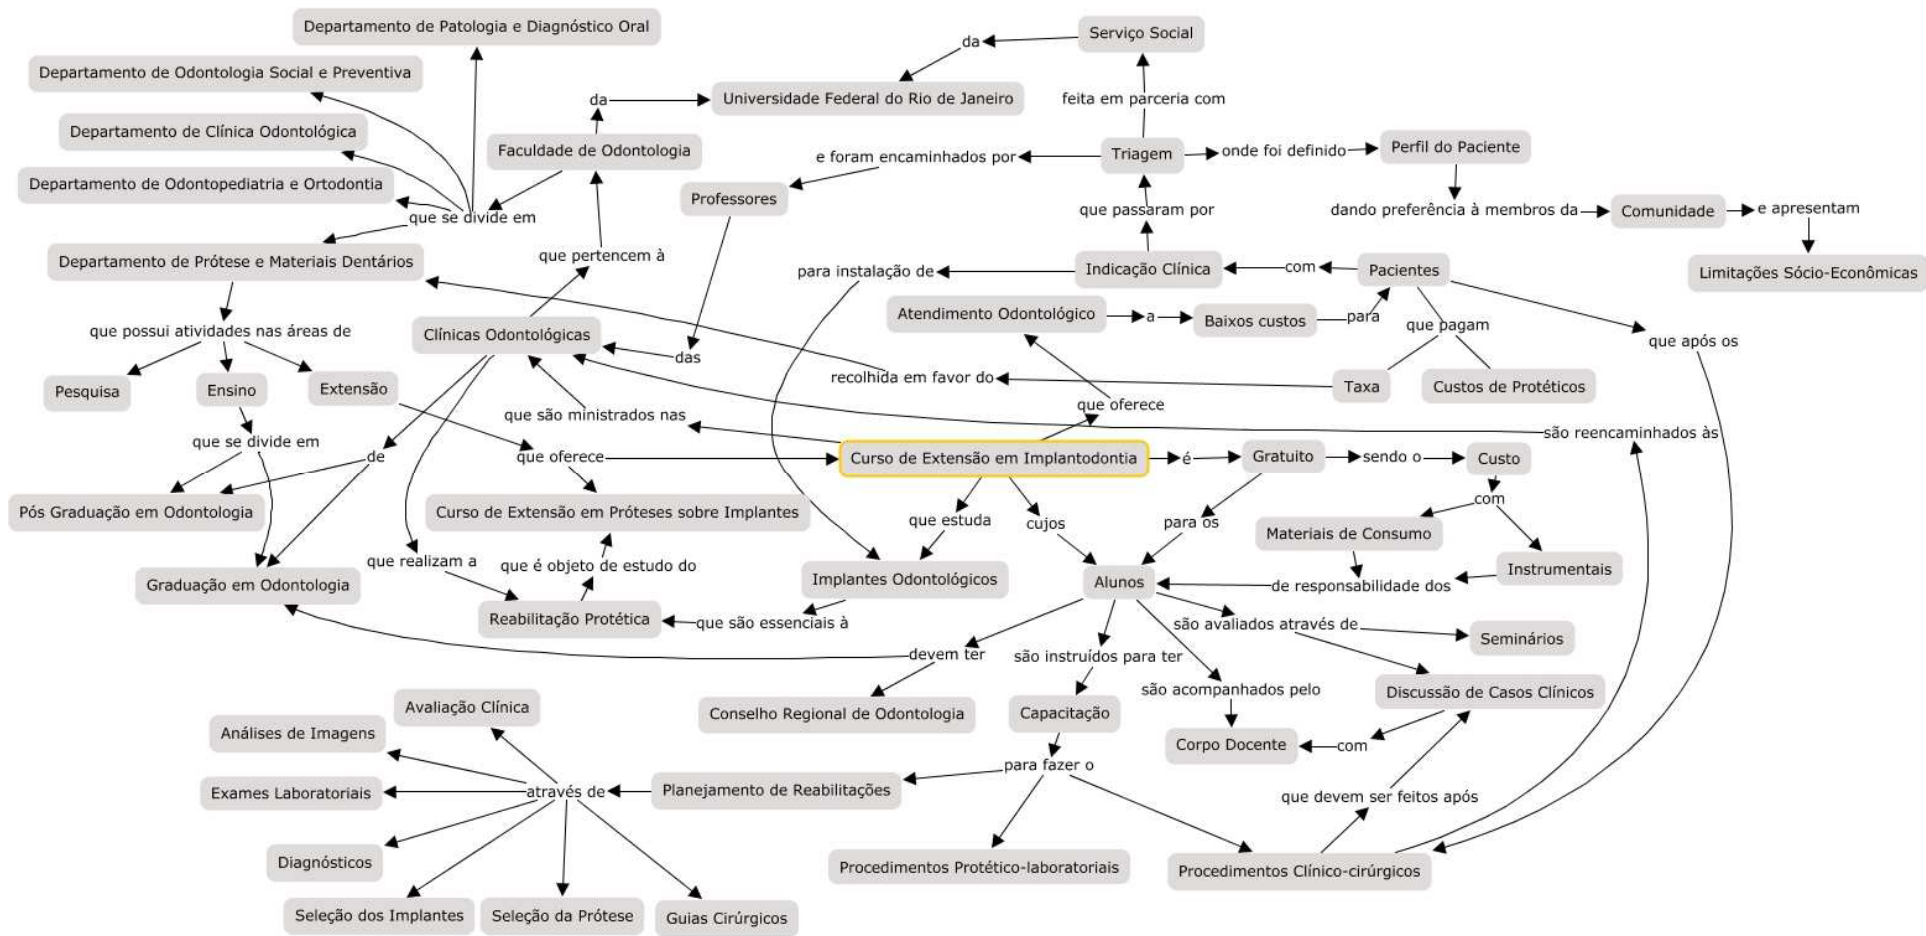 Departamento de Patologia e Diagnóstico Oral
Serviço Social
da
Departamento de Odontologia Social e Preventiva
da
Universidade Federal do Rio de Janeiro
feita em parceria com
Departamento de Clínica Odontológica
Faculdade de Odontologia
e foram encaminhados por
Triagem
onde foi definido
Perfil do Paciente
Departamento de Odontopediatria e Ortodontia
Professores
que se divide em
que passaram por
dando preferência à membros da
Comunidade
e apresentam
Departamento de Prótese e Materiais Dentários
que pertencem à
para instalação de
Indicação Clínica
com
Pacientes
Limitações Sócio-Econômicas
Atendimento Odontológico
a
Baixos custos
para
que pagam
que possui atividades nas áreas de
Clínicas Odontológicas
das
que após os
Pesquisa
Ensino
Extensão
recolhida em favor do
Taxa
Custos de Protéticos
que são ministrados nas
que oferece
são reencaminhados às
que se divide em
de
que oferece
Curso de Extensão em Implantodontia
é
Gratuito
sendo o
Custo
com
Pós Graduação em Odontologia
Curso de Extensão em Próteses sobre Implantes
que estuda
cujos
para os
Materiais de Consumo
que realizam a
que é objeto de estudo do
Instrumentais
Graduação em Odontologia
Implantes Odontológicos
Alunos
de responsabilidade dos
Reabilitação Protética
que são essenciais à
são avaliados através de
Seminários
devem ter
são instruídos para ter
são acompanhados pelo
Discussão de Casos Clínicos
Avaliação Clínica
Conselho Regional de Odontologia
Capacitação
Análises de Imagens
Corpo Docente
com
para fazer o
Exames Laboratoriais
através de
Planejamento de Reabilitações
que devem ser feitos após
Diagnósticos
Procedimentos Protético-laboratoriais
Procedimentos Clínico-cirúrgicos
Seleção dos Implantes
Seleção da Prótese
Guias Cirúrgicos